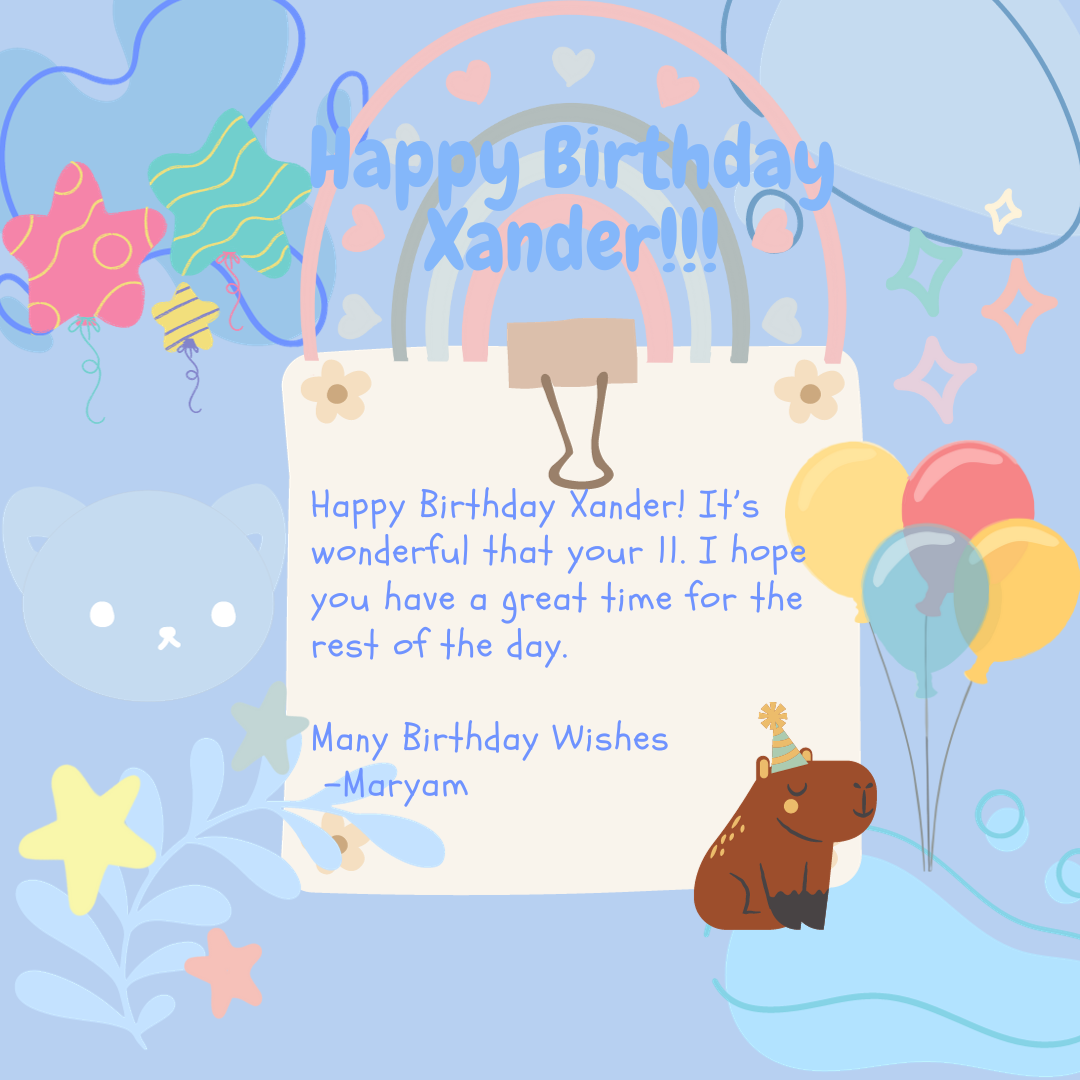 Happy Birthday
Xander!!!
Happy Birthday Xander! It's
wonderful that your 11. I hope
you have a great time for the
rest of the day.
Many Birthday Wishes
-Maryam